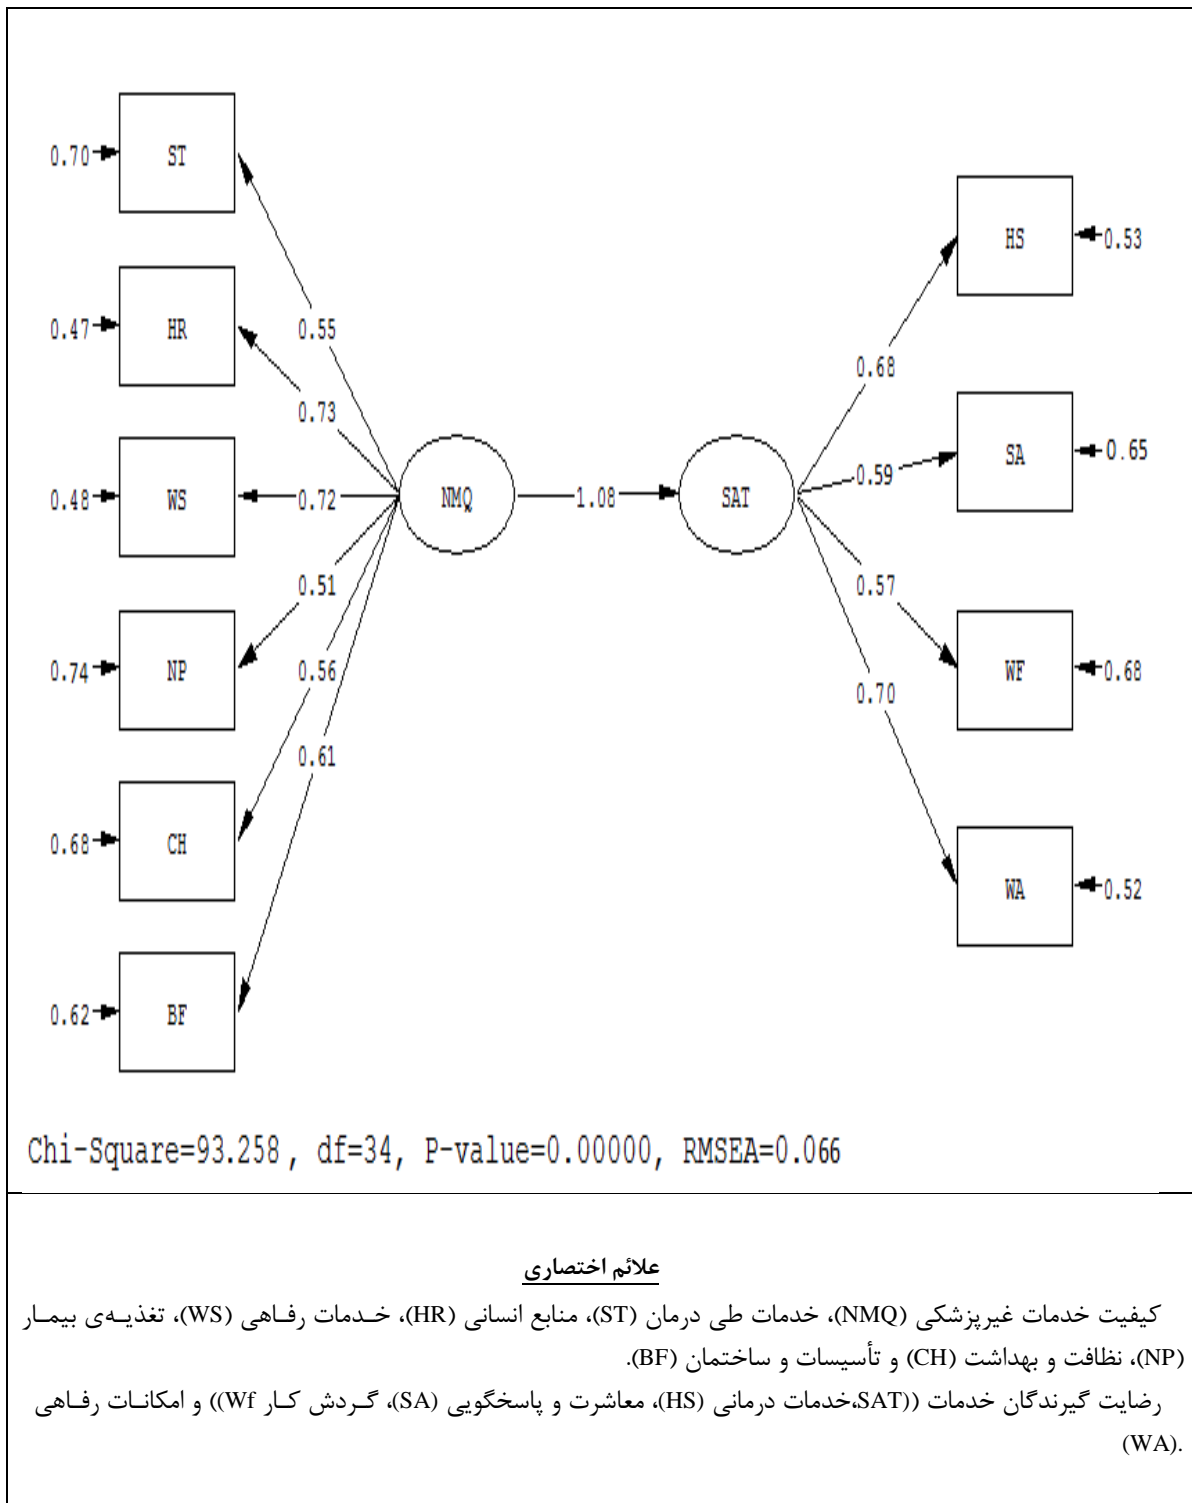 ST
0.70
HS
0.53
HR
0.47
0.55
0.68
0.73
SA
0.65
0.59
WS
0.48
0.72
NMQ
1.08
SAT
0.51
0.57
NP
0.74
0.56
WF
0.68
0.70
0.61
CH
0.68
WA
0.52
BF
0.62
Chi-Square=93.258, df=34, P-value=0.00000, RMSEA=0.066
علائم اختصاری
کیفیت خدمات غیرپزشکی (NMQ)، خدمات طی درمان (ST)، منابع انسانی (HR)، خـدمات رفـاهی (WS)، تغذیـه‌ی بیمـار
(NP)، نظافت و بهداشت (CH) و تأسیسات و ساختمان (BF).
رضایت گیرندگان خدمات ((SAT،خدمات درمانی (HS)، معاشرت و پاسخگویی (SA)، گـردش کـار Wf)) و امکانـات رفـاهی
(WA).